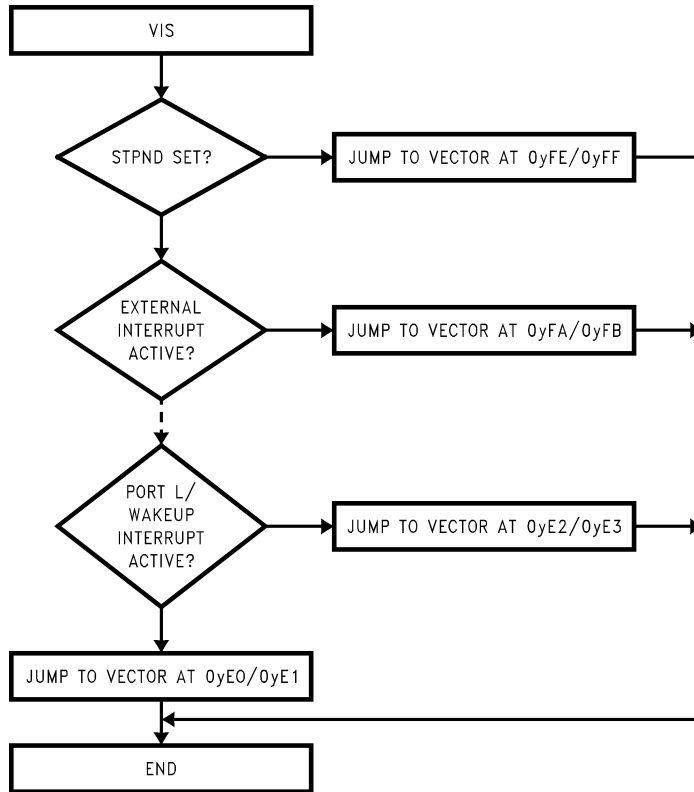 VIS
STPND SET?
JUMP TO VECTOR AT 0yFE/0yFF
EXTERNAL
INTERRUPT
ACTIVE?
JUMP TO VECTOR AT 0yFA/0yFB
PORT L/
WAKEUP
INTERRUPT
ACTIVE?
JUMP TO VECTOR AT 0yE2/0yE3
JUMP TO VECTOR AT 0yE0/0yE1
END